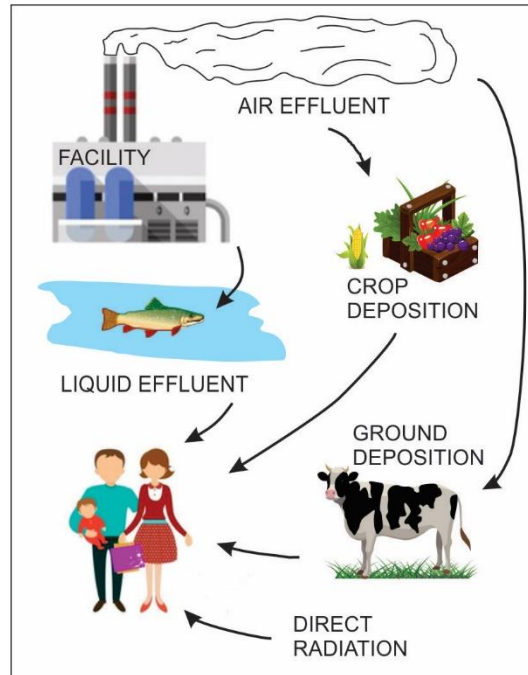 AIR EFFLUENT
FACILITY
CROP
DEPOSITION
LIQUID EFFLUENT
GROUND
DEPOSITION
DIRECT
RADIATION